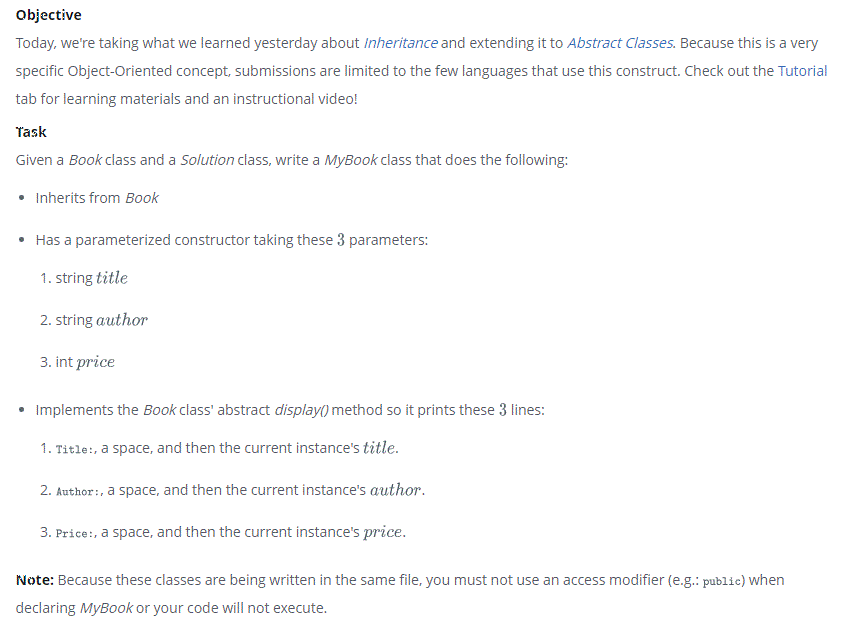 Objective
Today, we're taking what we learned yesterday about Inheritance and extending it to Abstract Classes. Because this is a very
specific Object-Oriented concept, submissions are limited to the few languages that use this construct. Check out the Tutorial
tab for learning materials and an instructional video!
Task
Given a Book class and a Solution class, write a MyBook class that does the following:
• Inherits from Book
• Has a parameterized constructor taking these 3 parameters:
1. string title
2. string author
3. int price
• Implements the Book class' abstract display() method so it prints these 3 lines:
1. Title:, a space, and then the current instance's title.
2. Author:, a space, and then the current instance's author.
3. Price:, a space, and then the current instance's price.
Note: Because these classes are being written in the same file, you must not use an access modifier (e.g.: public) when
declaring MyBook or your code will not execute.